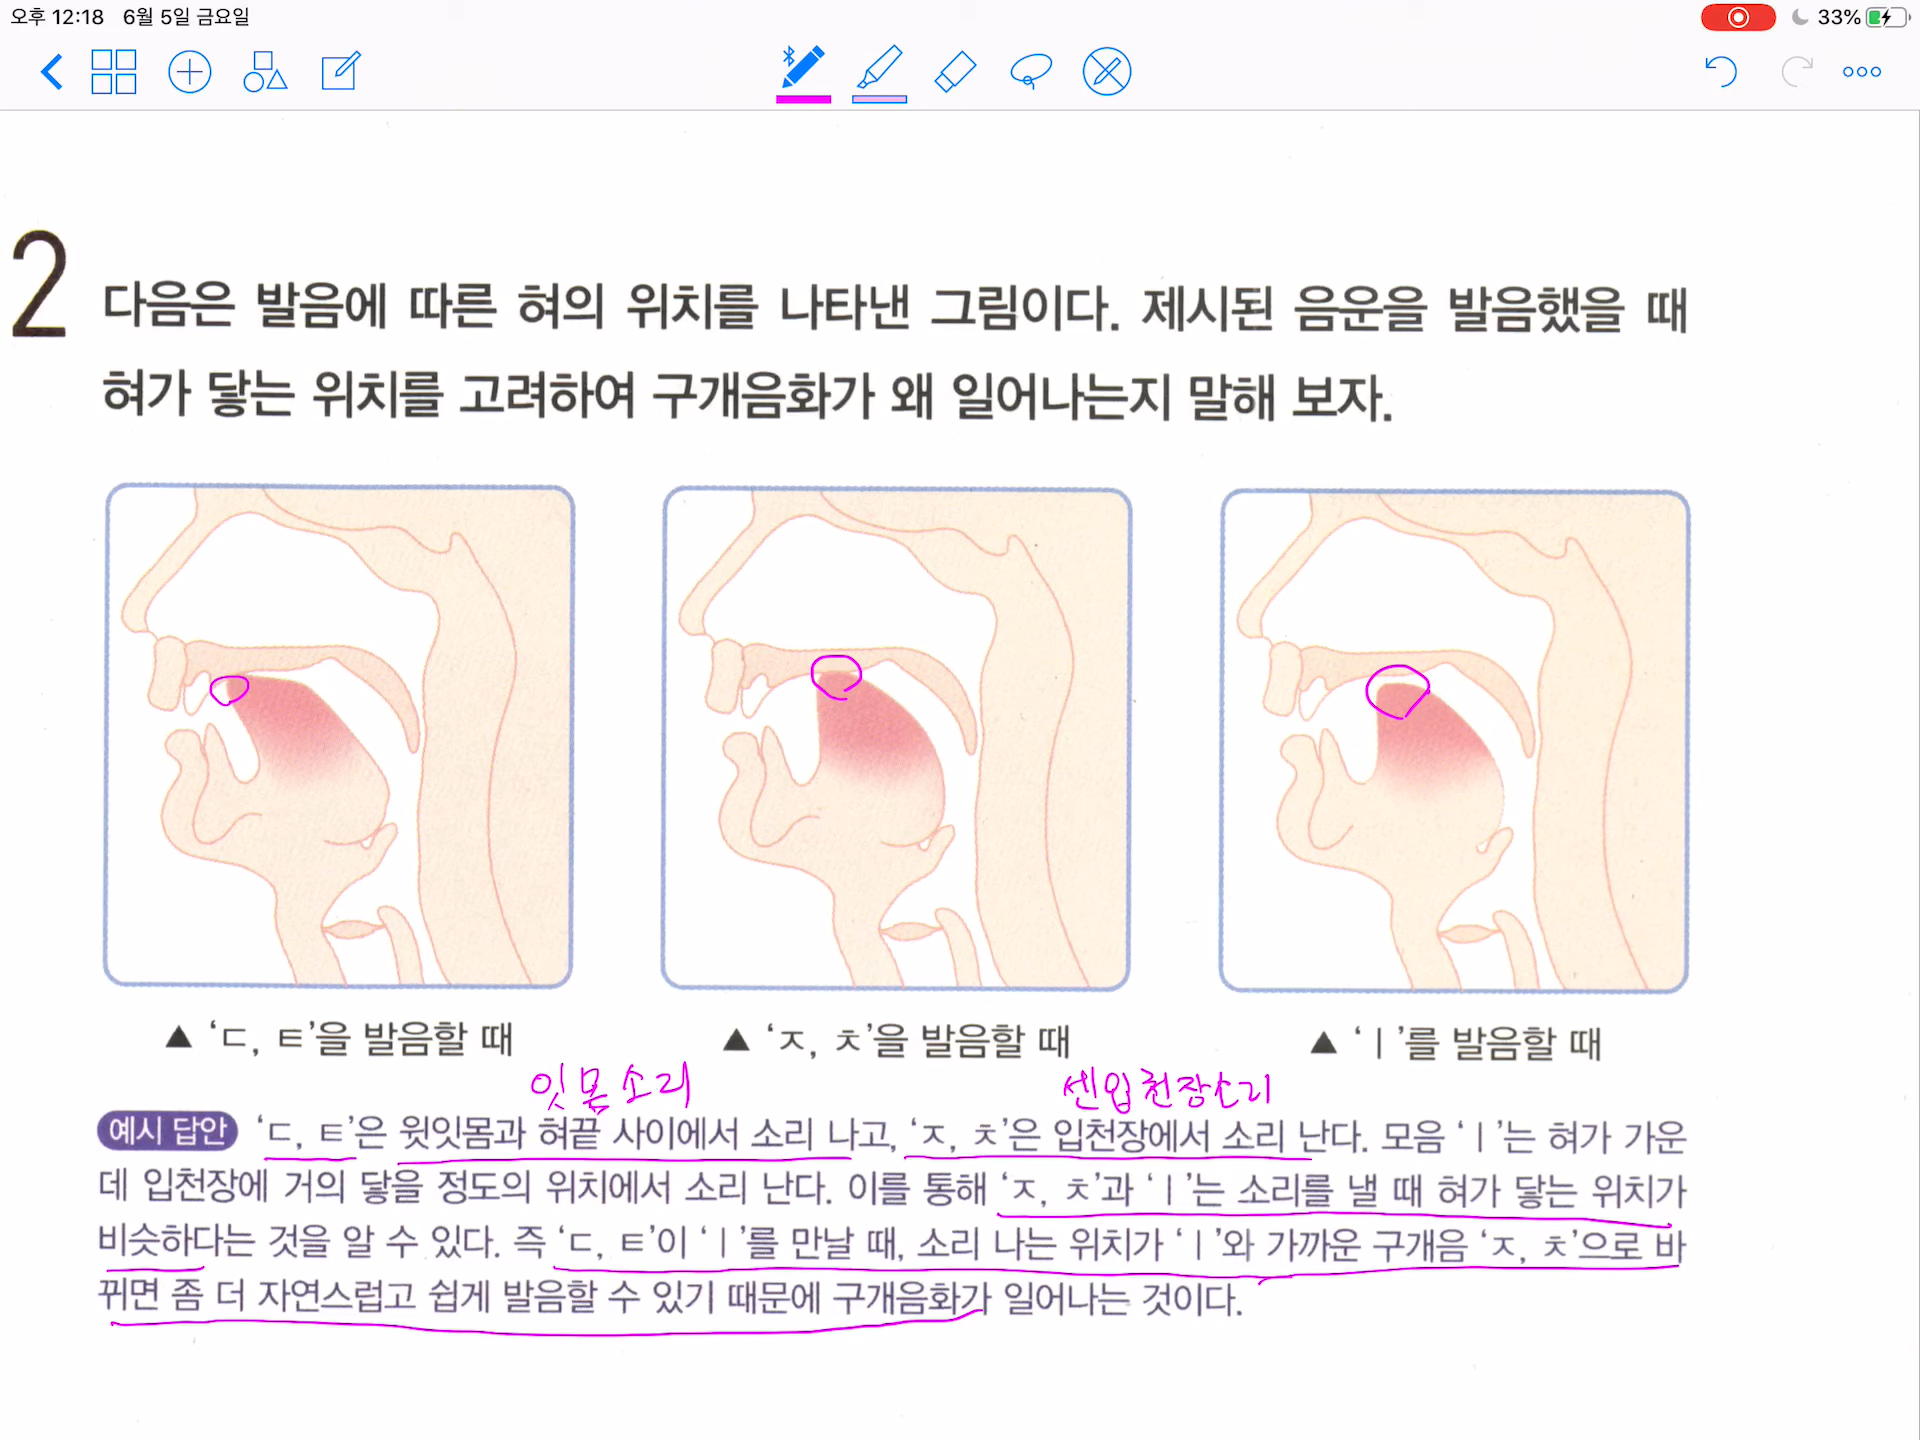 오후 12:18 6월 5일 금요일
33%
2
다음은 발음에 따른 혀의 위치를 나타낸 그림이다. 제시된 음운을 발음했을 때
혀가 닿는 위치를 고려하여 구개음화가 왜 일어나는지 말해 보자.
▲ ‘ㄷ, ㅌ’을 발음할 때
▲ ‘ㅈ, ㅊ’을 발음할 때
▲ ‘ㅣ’를 발음할 때
잇몸소리
센입천장소리
예시 답안 ‘ㄷ, ㅌ’은 윗잇몸과 혀끝 사이에서 소리 나고, ‘ㅈ, ㅊ’은 입천장에서 소리 난다. 모음 ‘ㅣ’는 혀가 가운
데 입천장에 거의 닿을 정도의 위치에서 소리 난다. 이를 통해 ‘ㅈ, ㅊ’과 ‘ㅣ’는 소리를 낼 때 혀가 닿는 위치가
비슷하다는 것을 알 수 있다. 즉 ‘ㄷ, ㅌ’이 ‘ㅣ’를 만날 때, 소리 나는 위치가 ‘ㅣ’와 가까운 구개음 ‘ㅈ, ㅊ’으로 바
뀌면 좀 더 자연스럽고 쉽게 발음할 수 있기 때문에 구개음화가 일어나는 것이다.